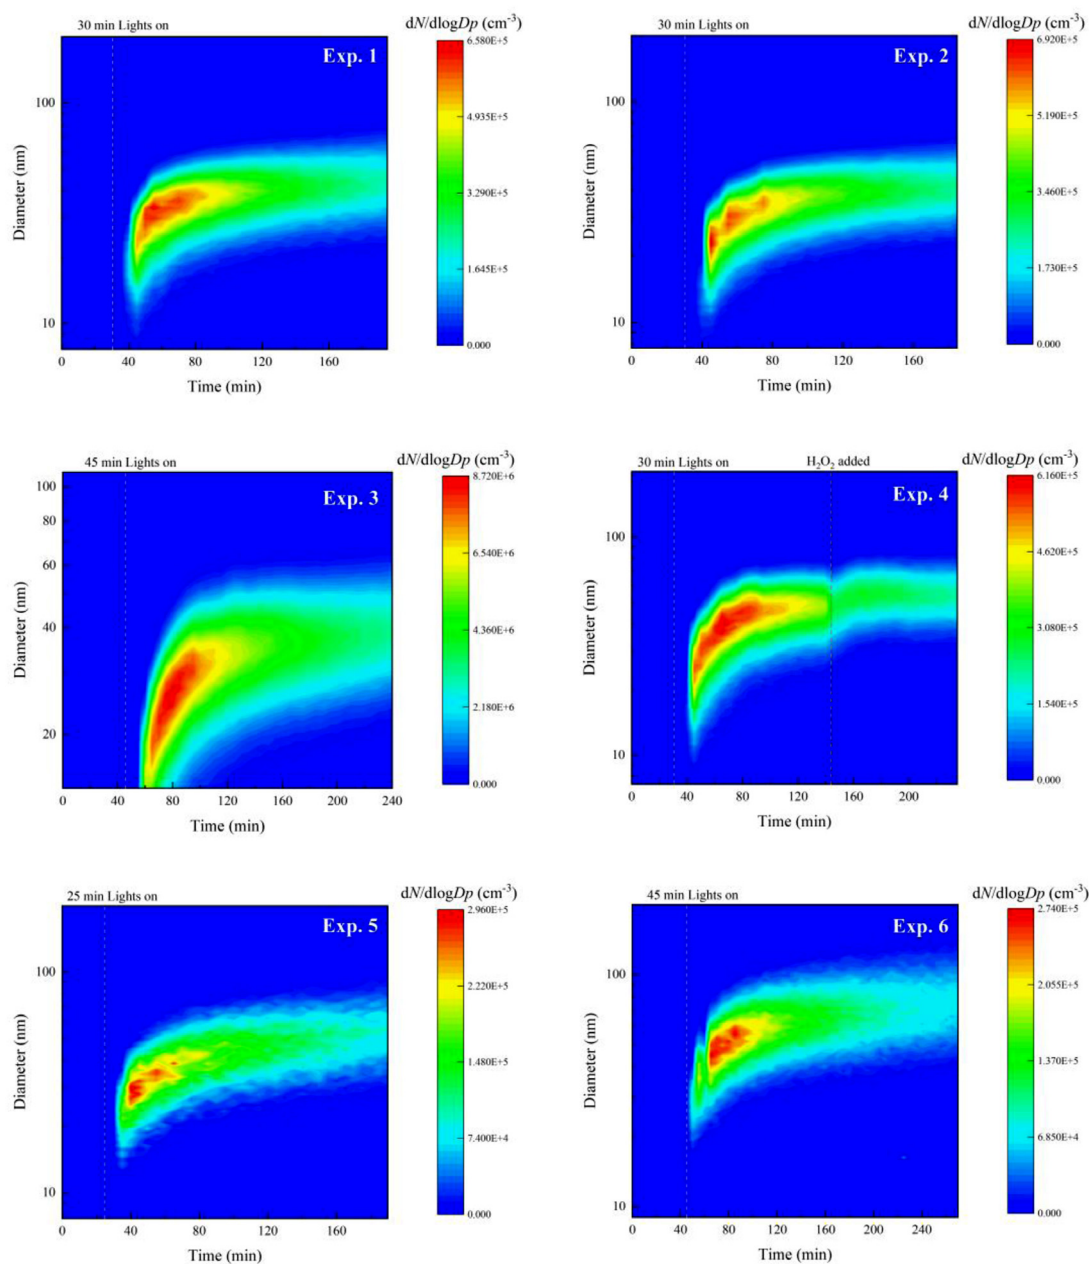 30 min Lights on
dN/dlogDp (cm-3)
Exp. 1
6.580E+5
4.935E+5
3.290E+5
1.645E+5
0.000
100
10
Diameter (nm)
0 40 80 120 160
Time (min)
30 min Lights on
dN/dlogDp (cm-3)
Exp. 2
6.920E+5
5.190E+5
3.460E+5
1.730E+5
0.000
100
10
Diameter (nm)
0 40 80 120 160
Time (min)
45 min Lights on
dN/dlogDp (cm-3)
Exp. 3
8.720E+6
6.540E+6
4.360E+6
2.180E+6
0.000
100
80
60
40
20
Diameter (nm)
0 40 80 120 160 200 240
Time (min)
30 min Lights on
H2O2 added
dN/dlogDp (cm-3)
Exp. 4
6.160E+5
4.620E+5
3.080E+5
1.540E+5
0.000
100
10
Diameter (nm)
0 40 80 120 160 200
Time (min)
25 min Lights on
dN/dlogDp (cm-3)
Exp. 5
2.960E+5
2.220E+5
1.480E+5
7.400E+4
0.000
100
10
Diameter (nm)
0 40 80 120 160
Time (min)
45 min Lights on
dN/dlogDp (cm-3)
Exp. 6
2.740E+5
2.055E+5
1.370E+5
6.850E+4
0.000
100
10
Diameter (nm)
0 40 80 120 160 200 240
Time (min)